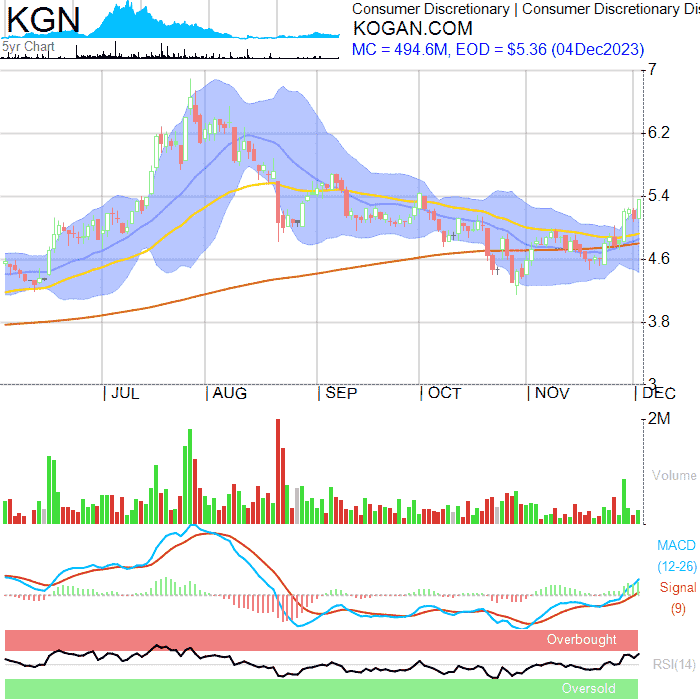 KGN
5yr Chart
Consumer Discretionary | Consumer Discretionary Dis
KOGAN.COM
MC = 494.6M, EOD = $5.36 (04Dec2023)
7
6.2
5.4
4.6
3.8
3
JUL
AUG
SEP
OCT
NOV
DEC
2M
Volume
MACD
(12-26)
Signal
(9)
Overbought
RSI(14)
Oversold